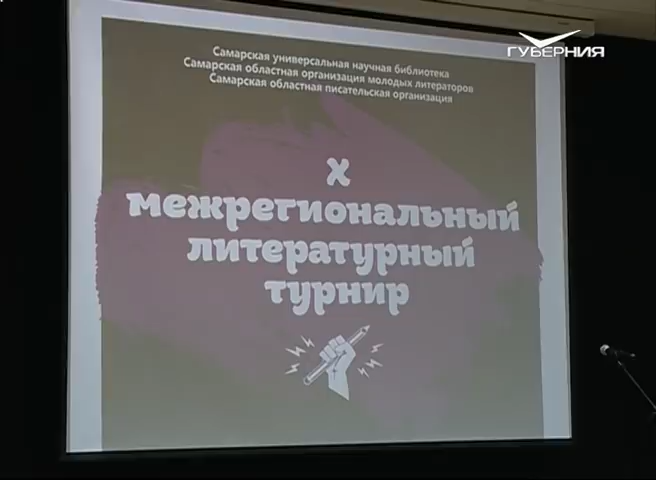 ГУБЕРНИЯ
Самарская универсальная научная библиотека
Самарская областная организация молодых литераторов
Самарская областная писательская организация
X
межрегиональный
литературный
турнир